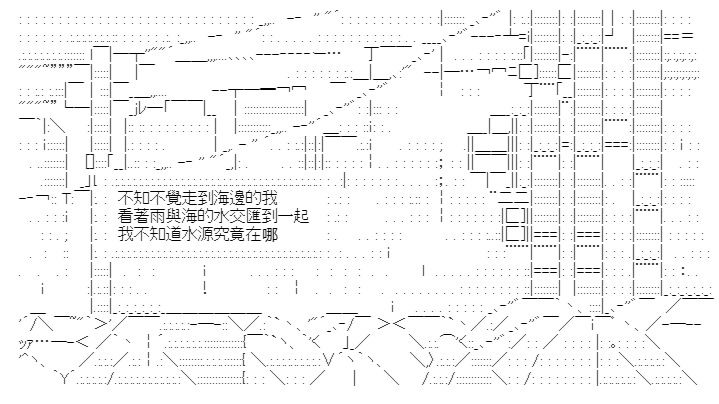 不知不覺走到海邊的我
看著雨與海的水交匯到一起
我不知道水源究竟在哪